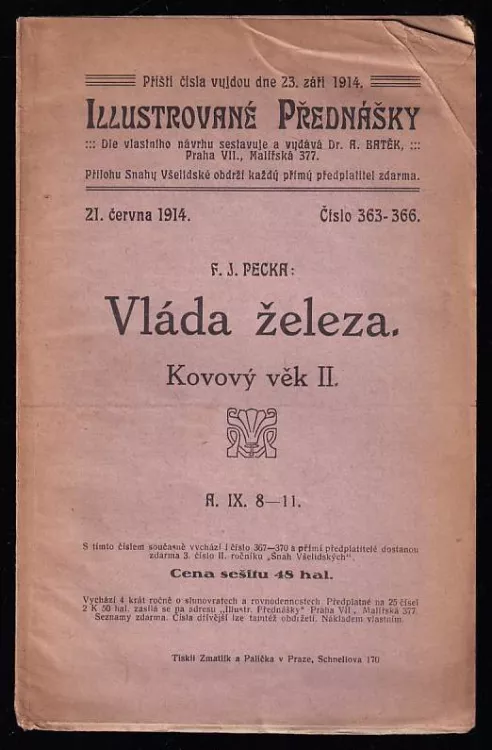 Příští čísla vyjdou dne 23. září 1914.
ILLUSTROVANÉ PŘEDNÁŠKY
::: Dle vlastního návrhu sestavuje a vydává Dr. A. BATĚK, :::
Praha VII., Malířská 377.
Přílohu Snahy Všelidské obdrží každý přímý předplatitel zdarma.
21. června 1914.
Číslo 363-366.
F. J. PECKA:
Vláda železa.
Kovový věk II.
A. IX. 8—11.
S tímto číslem současně vychází i číslo 367—370 a přímí předplatitelé dostanou
zdarma 3. číslo II. ročníku „Snah Všelidských".
Cena sešitu 48 hal.
Vychází 4 krát ročně o slunovratech a rovnodennostech. Předplatné na 25 čísel
2 K 50 hal. zasílá se na adresu „Illustr. Přednášky" Praha VII., Malířská 377.
Seznamy zdarma. Čísla dřívější lze tamtéž obdržeti. Nákladem vlastním.
Tiskli Zmatlík a Palička v Praze, Schnellova 170